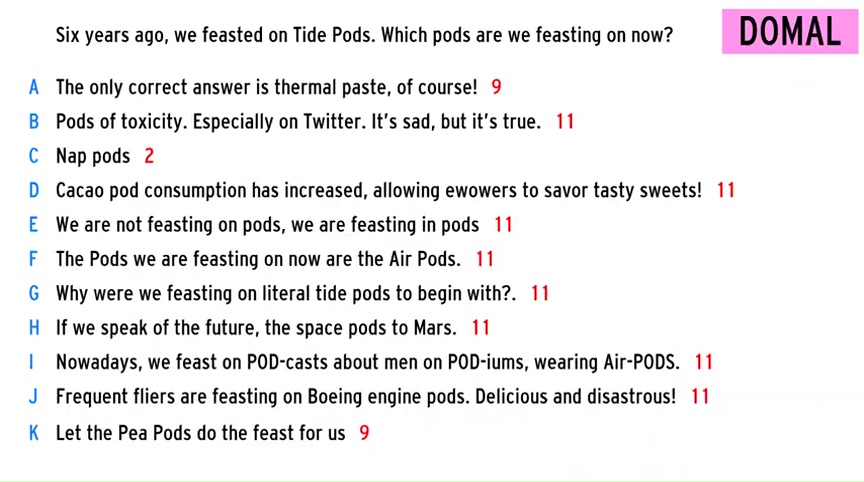 Six years ago, we feasted on Tide Pods. Which pods are we feasting on now?
DOMAL
A The only correct answer is thermal paste, of course! 9
B Pods of toxicity. Especially on Twitter. It's sad, but it's true. 11
C Nap pods 2
D Cacao pod consumption has increased, allowing ewowers to savor tasty sweets! 11
E We are not feasting on pods, we are feasting in pods 11
F The Pods we are feasting on now are the Air Pods. 11
G Why were we feasting on literal tide pods to begin with?. 11
H If we speak of the future, the space pods to Mars. 11
I Nowadays, we feast on POD-casts about men on POD-iums, wearing Air-PODS. 11
J Frequent fliers are feasting on Boeing engine pods. Delicious and disastrous! 11
K Let the Pea Pods do the feast for us 9